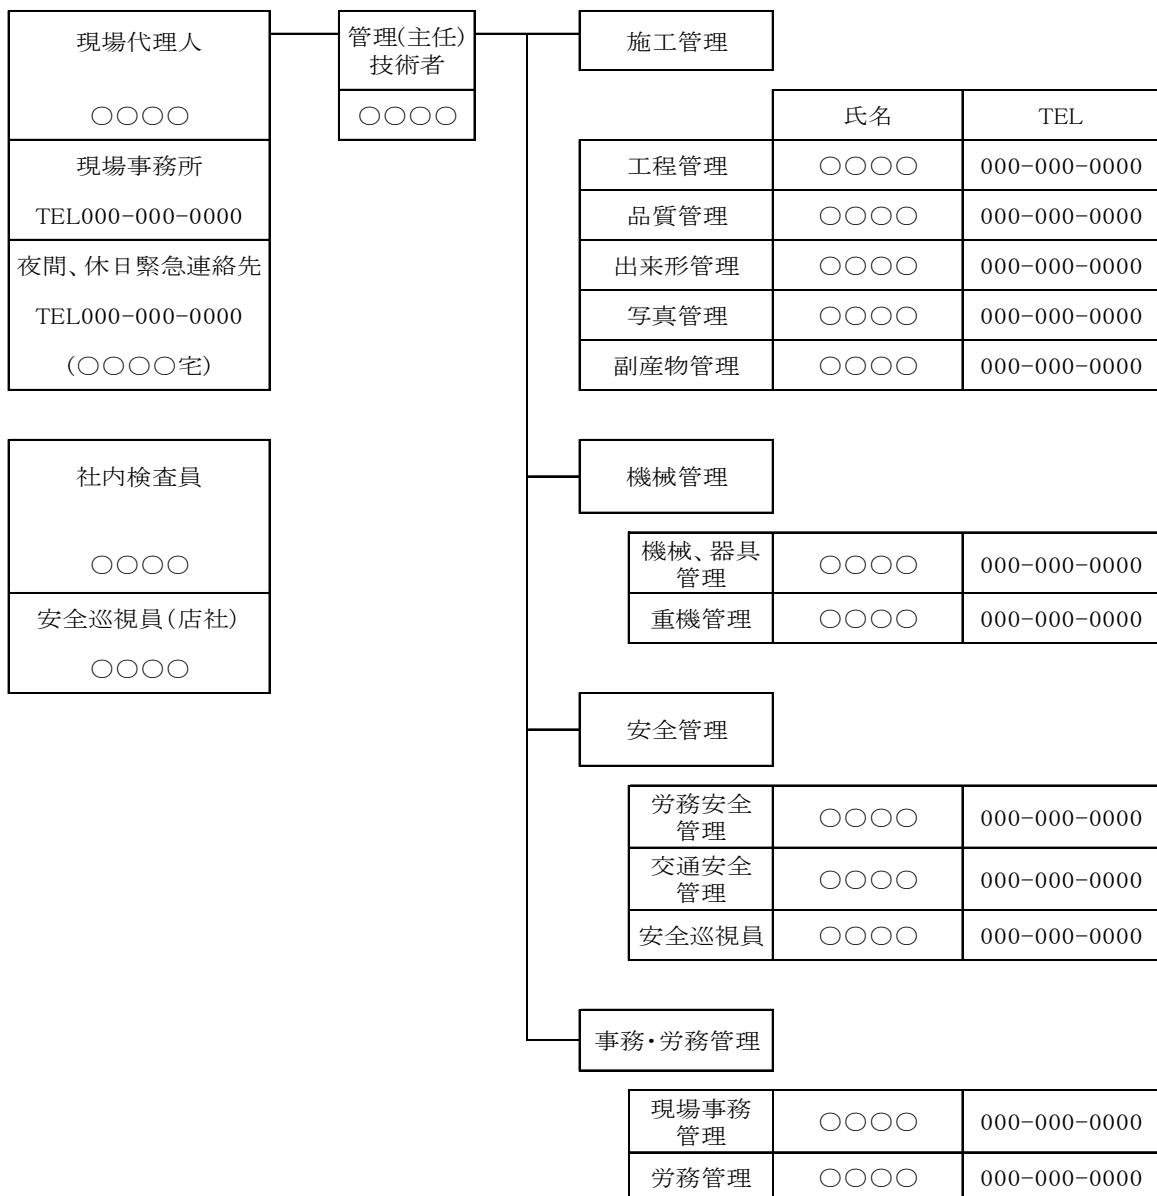 現場代理人
○○○○
現場事務所
TEL000-000-0000
夜間、休日緊急連絡先
TEL000-000-0000
(○○○○宅)
社内検査員
○○○○
安全巡視員(店社)
○○○○
管理(主任)
技術者
○○○○
施工管理
氏名 TEL
工程管理 ○○○○ 000-000-0000
品質管理 ○○○○ 000-000-0000
出来形管理 ○○○○ 000-000-0000
写真管理 ○○○○ 000-000-0000
副産物管理 ○○○○ 000-000-0000
機械管理
機械、器具
管理 ○○○○ 000-000-0000
重機管理 ○○○○ 000-000-0000
安全管理
労務安全
管理 ○○○○ 000-000-0000
交通安全
管理 ○○○○ 000-000-0000
安全巡視員 ○○○○ 000-000-0000
事務・労務管理
現場事務
管理 ○○○○ 000-000-0000
労務管理 ○○○○ 000-000-0000